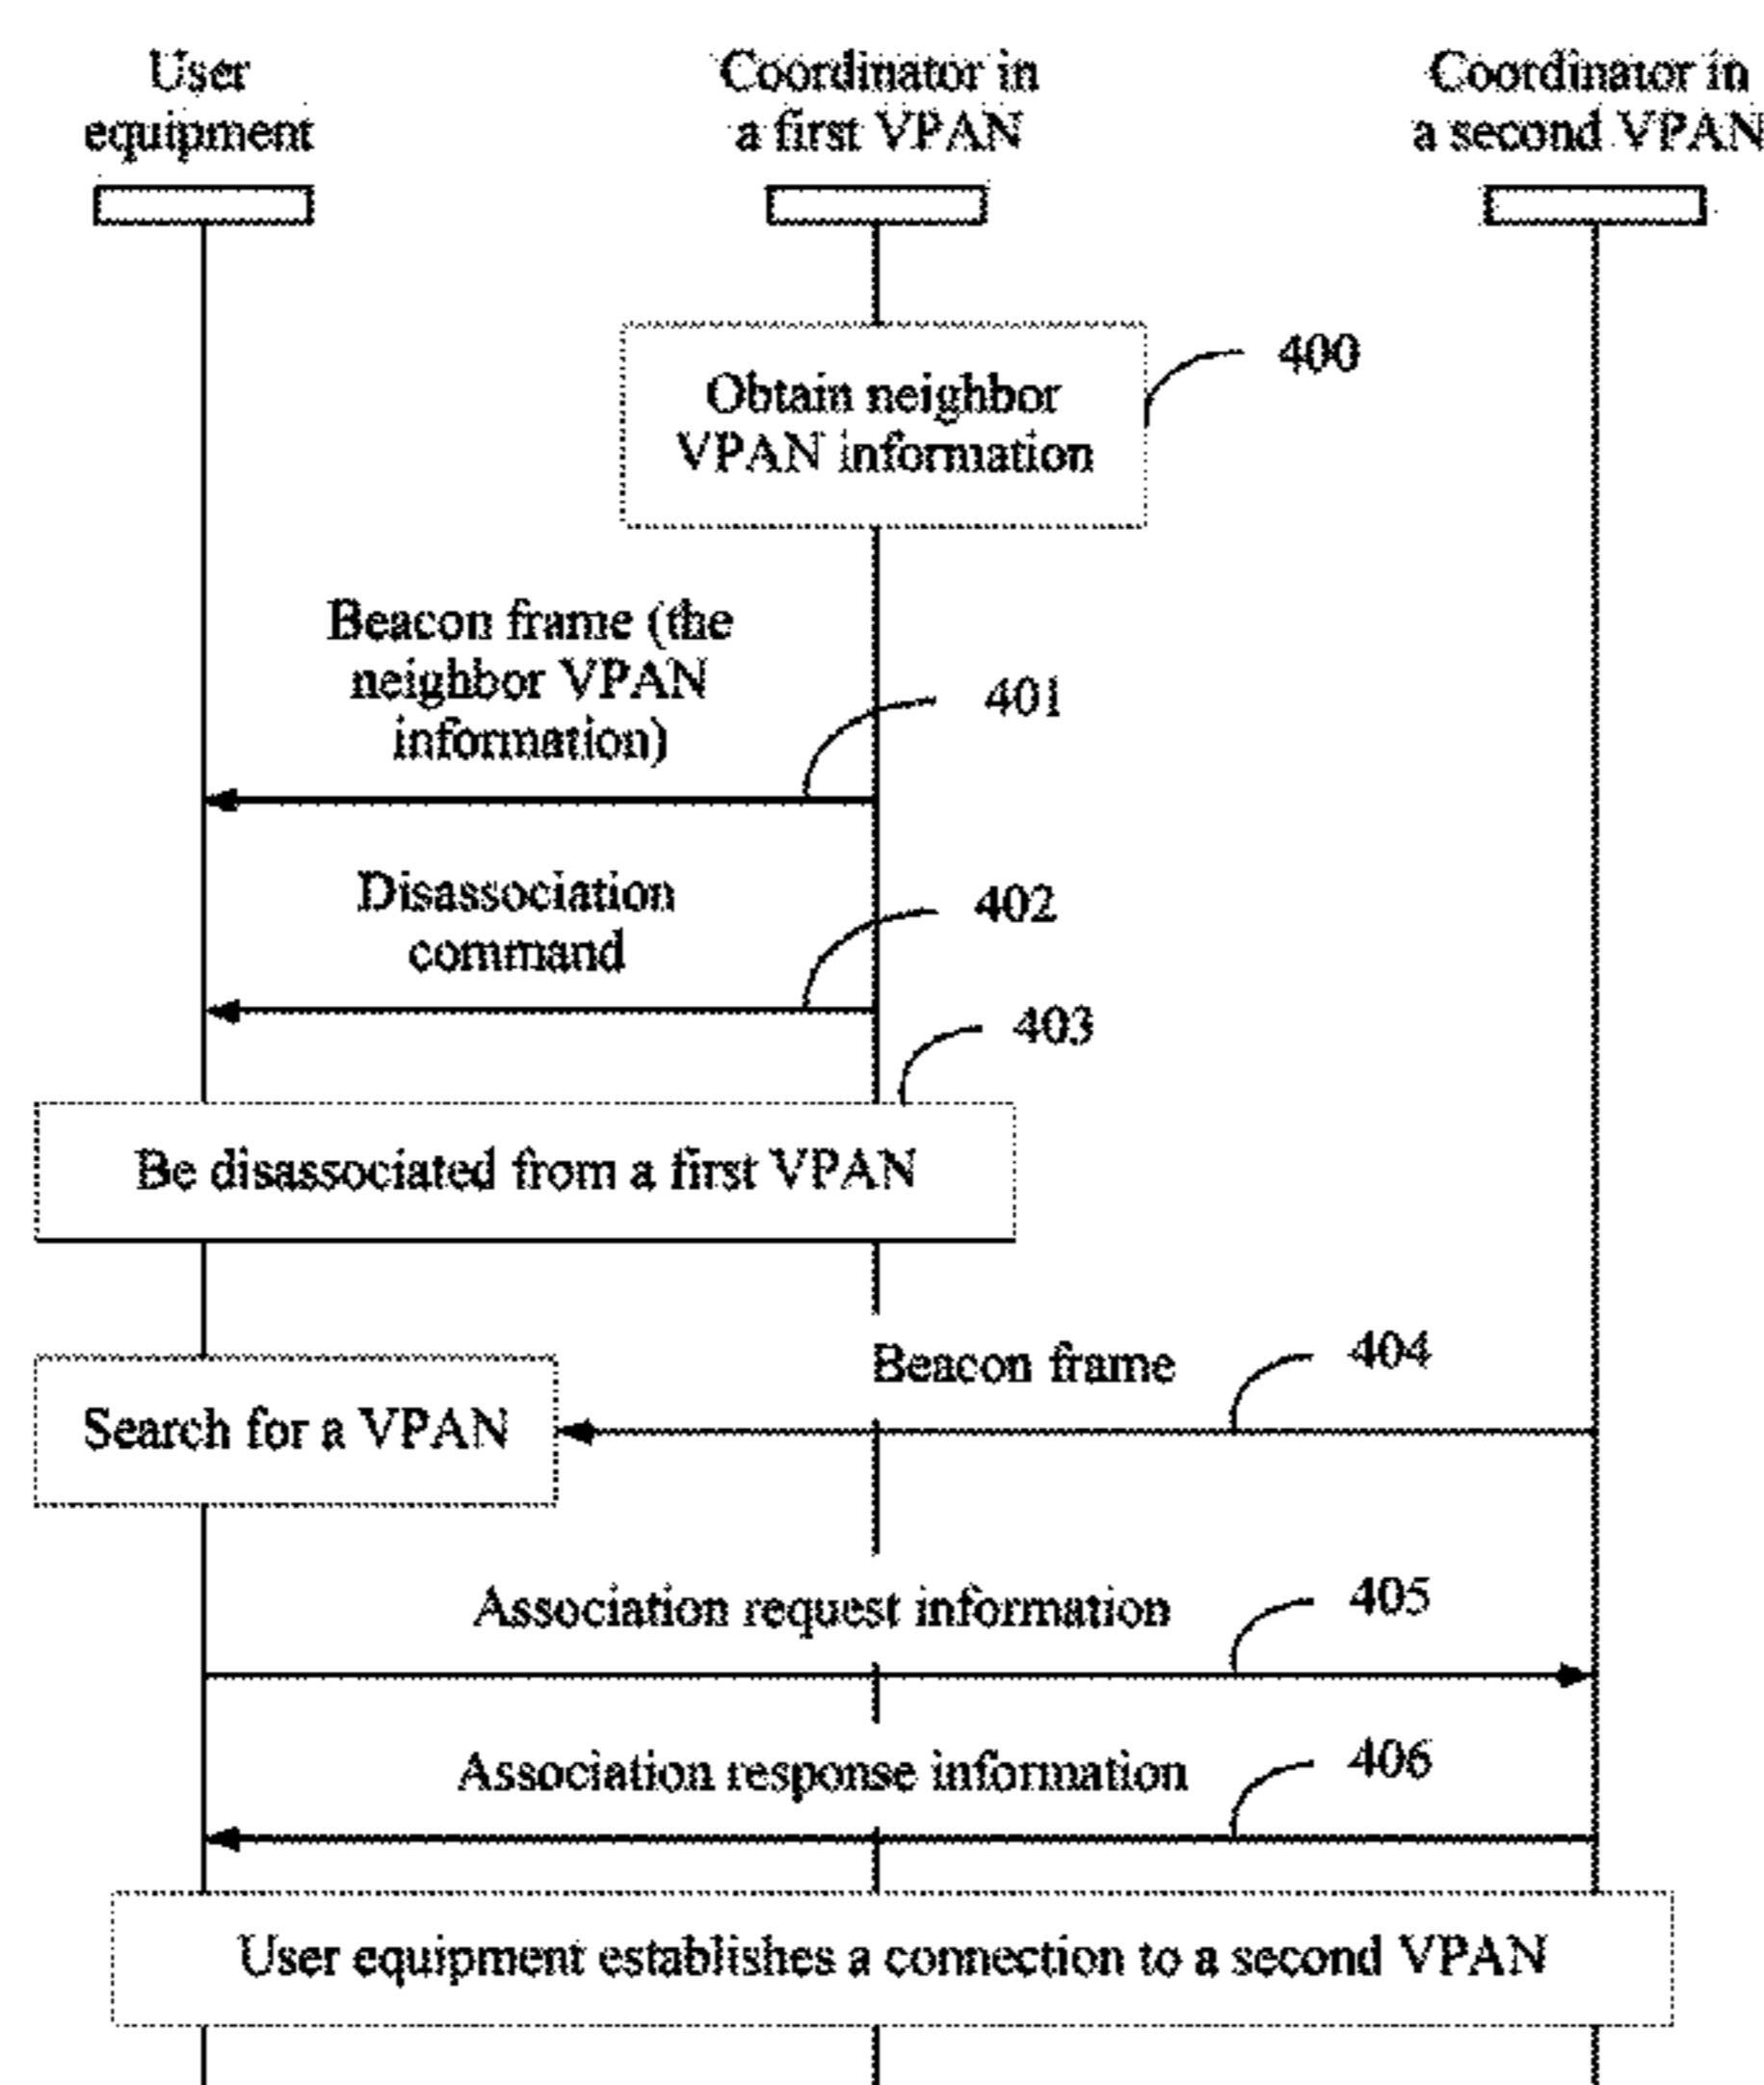 User
equipment
Coordinator in
a first VPAN
Coordinator in
a second VPAN
Obtain neighbor
VPAN information
400
Beacon frame (the
neighbor VPAN
information)
401
Disassociation
command
402
403
Be disassociated from a first VPAN
Beacon frame
404
Search for a VPAN
Association request information
405
Association response information
406
User equipment establishes a connection to a second VPAN